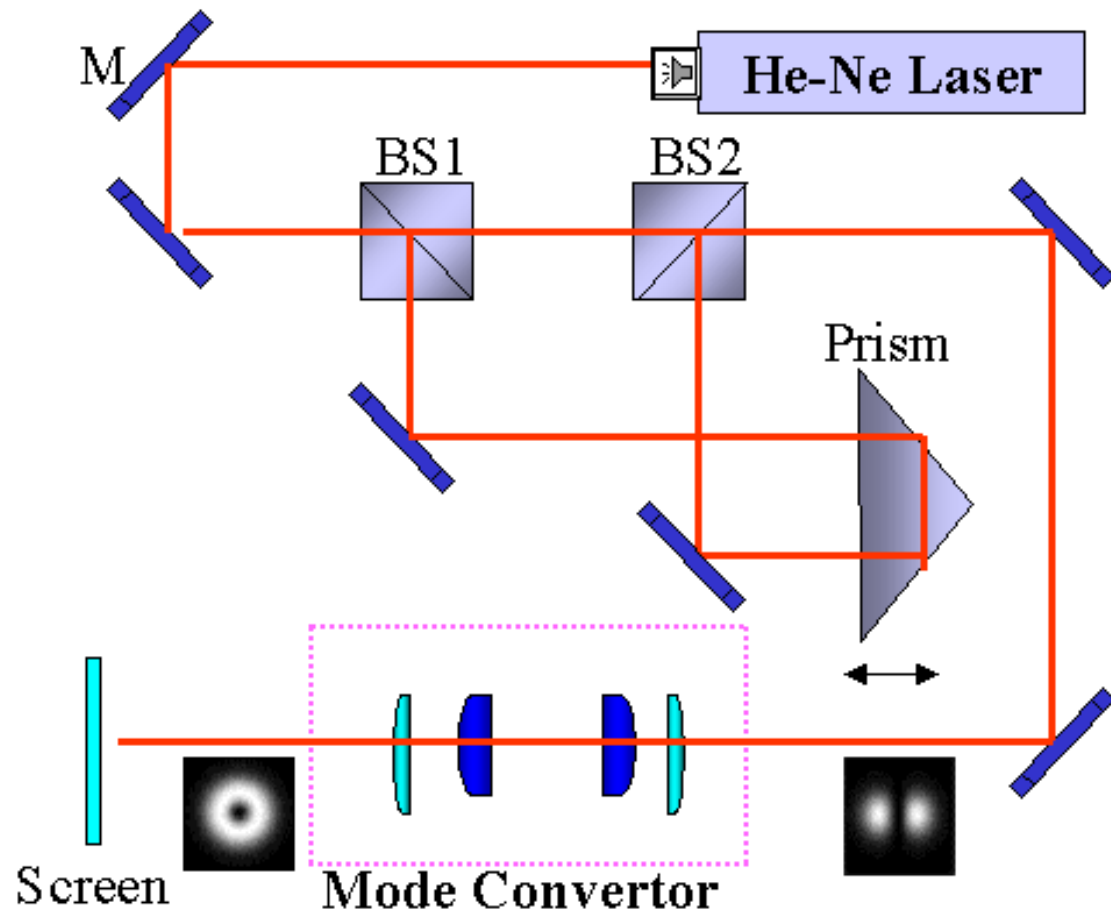 M
He-Ne Laser
BS1
BS2
Prism
Screen
Mode Convertor